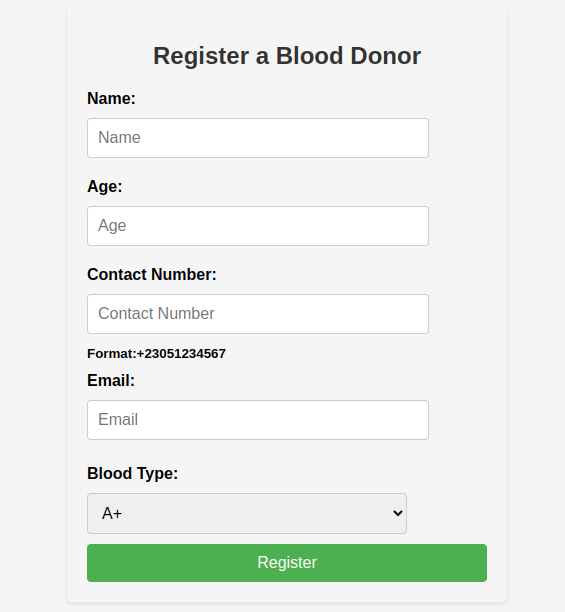 Register a Blood Donor
Name:
Name
Age:
Age
Contact Number:
Contact Number
Format:+23051234567
Email:
Email
Blood Type:
A+
Register